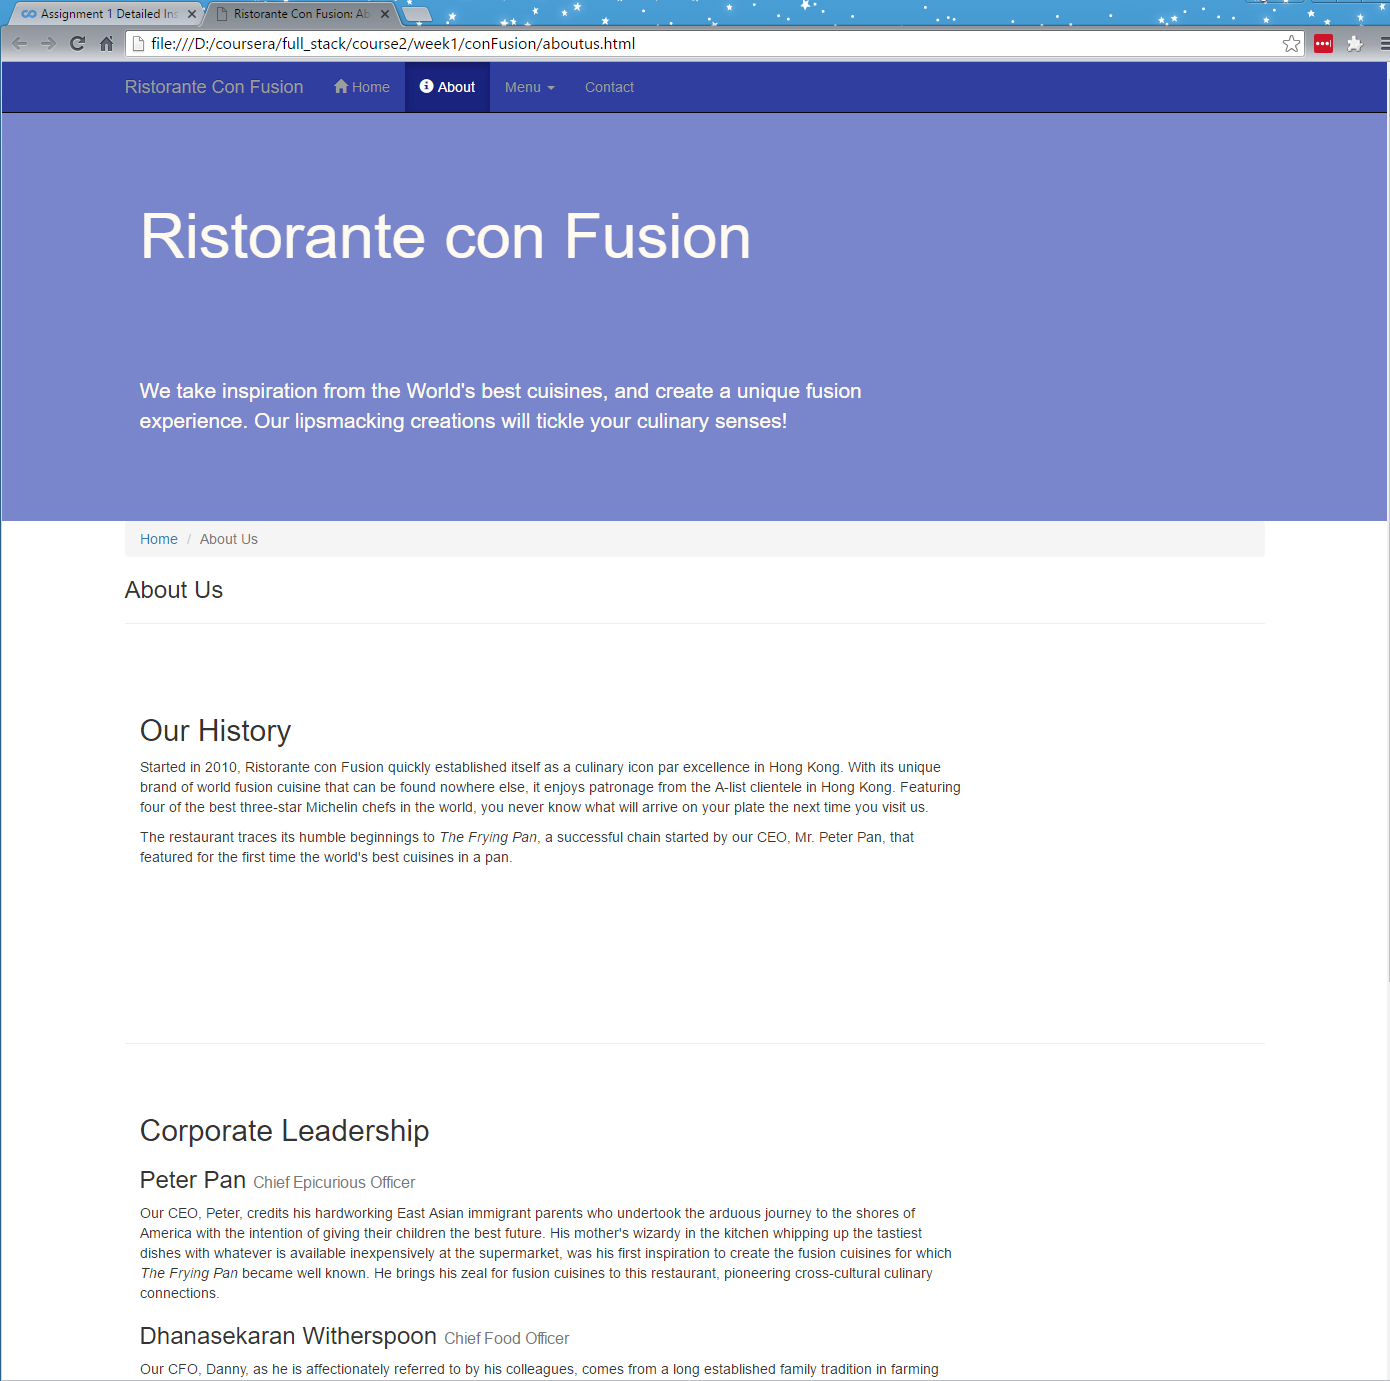 Assignment 1 Detailed Ins
Ristorante Con Fusion: Ab
file:///D:/coursera/full_stack/course2/week1/conFusion/aboutus.html
Ristorante Con Fusion Home About Menu Contact
Ristorante con Fusion
We take inspiration from the World's best cuisines, and create a unique fusion
experience. Our lipsmacking creations will tickle your culinary senses!
Home / About Us
About Us
Our History
Started in 2010, Ristorante con Fusion quickly established itself as a culinary icon par excellence in Hong Kong. With its unique
brand of world fusion cuisine that can be found nowhere else, it enjoys patronage from the A-list clientele in Hong Kong. Featuring
four of the best three-star Michelin chefs in the world, you never know what will arrive on your plate the next time you visit us.
The restaurant traces its humble beginnings to The Frying Pan, a successful chain started by our CEO, Mr. Peter Pan, that
featured for the first time the world's best cuisines in a pan.
Corporate Leadership
Peter Pan Chief Epicurious Officer
Our CEO, Peter, credits his hardworking East Asian immigrant parents who undertook the arduous journey to the shores of
America with the intention of giving their children the best future. His mother's wizardy in the kitchen whipping up the tastiest
dishes with whatever is available inexpensively at the supermarket, was his first inspiration to create the fusion cuisines for which
The Frying Pan became well known. He brings his zeal for fusion cuisines to this restaurant, pioneering cross-cultural culinary
connections.
Dhanasekaran Witherspoon Chief Food Officer
Our CFO, Danny, as he is affectionately referred to by his colleagues, comes from a long established family tradition in farming